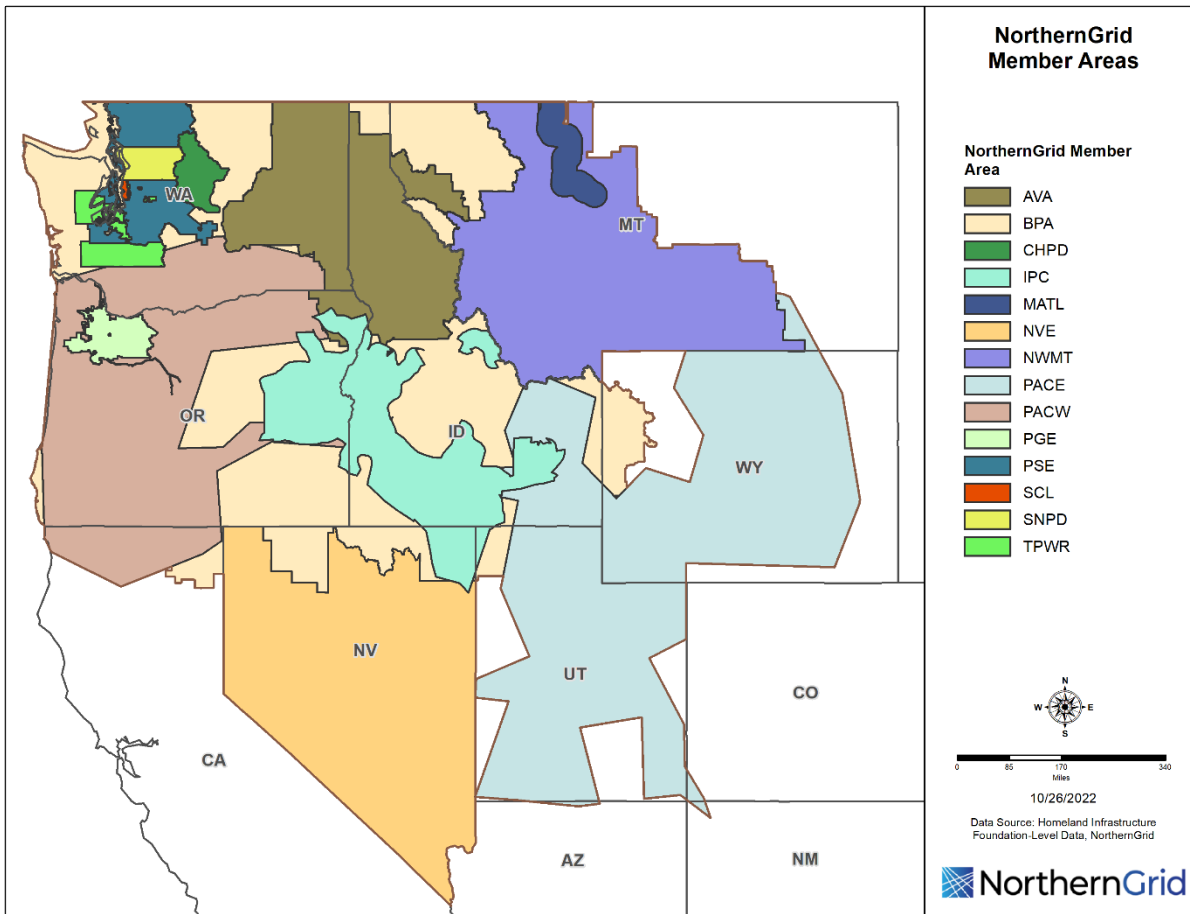 NorthernGrid
Member Areas
NorthernGrid Member
Area
AVA
BPA
CHPD
IPC
MATL
NVE
NWMT
PACE
PACW
PGE
PSE
SCL
SNPD
TPWR
WA
MT
OR
ID
WY
NV
UT
CO
CA
AZ
NM
N
W E
S
0 85 170 340
Miles
10/26/2022
Data Source: Homeland Infrastructure
Foundation-Level Data, NorthernGrid
NorthernGrid